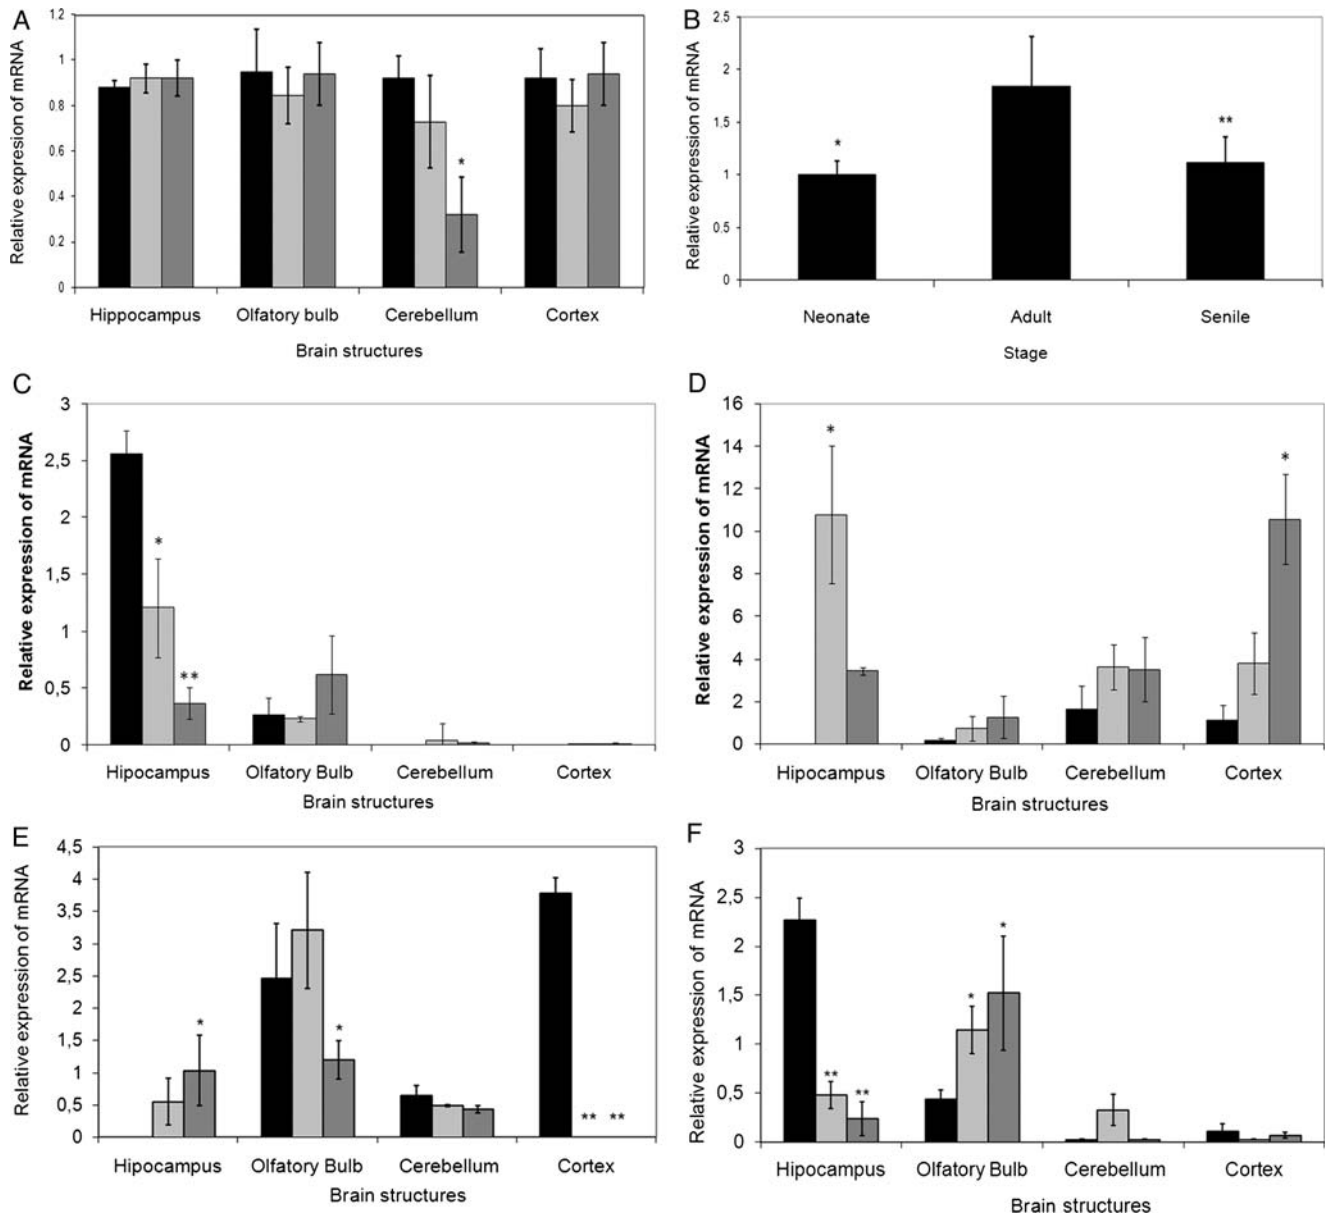 A
Relative expresion of mRNA
1.2
1
0.8
0.6
0.4
0.2
0
*
Hippocampus Olfatory bulb Cerebellum Cortex
Brain structures
B
Relative expression of mRNA
2.5
2
1.5
1
0.5
0
*
**
Neonate Adult Senile
Stage
C
Relative expression of mRNA
3
2,5
2
1,5
1
0,5
0
*
**
Hipocampus Olfatory Bulb Cerebellum Cortex
Brain structures
D
Relative expression of mRNA
16
14
12
10
8
6
4
2
0
*
*
Hipocampus Olfatory Bulb Cerebellum Cortex
Brain structures
E
Relative expression of mRNA
4,5
4
3,5
3
2,5
2
1,5
1
0,5
0
*
*
** **
Hipocampus Olfatory Bulb Cerebellum Cortex
Brain structures
F
Relative expression of mRNA
3
2,5
2
1,5
1
0,5
0
**
**
*
*
Hipocampus Olfatory Bulb Cerebellum Cortex
Brain structures